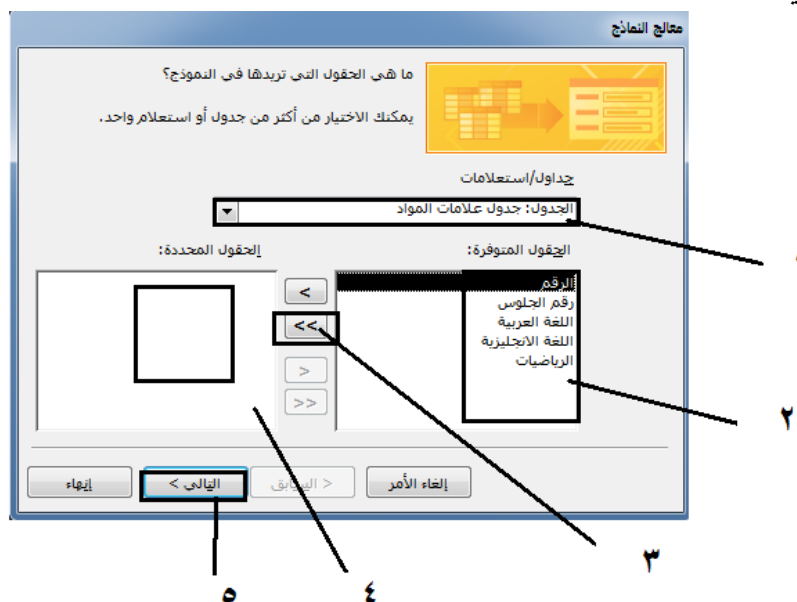 معالج النماذج
ما هي الحقول التي تريدها في النموذج؟
يمكنك الاختيار من أكثر من جدول أو استعلام واحد.
جداول/استعلامات
الجدول: جدول علامات المواد
الحقول المتوفرة:
الحقول المحددة:
الرقم
رقم الجلوس
اللغة العربية
اللغة الانجليزية
الرياضيات
>
>>
<
<<
إلغاء الأمر
< السابق
التالي >
إنهاء
٢
٣
٤
٥